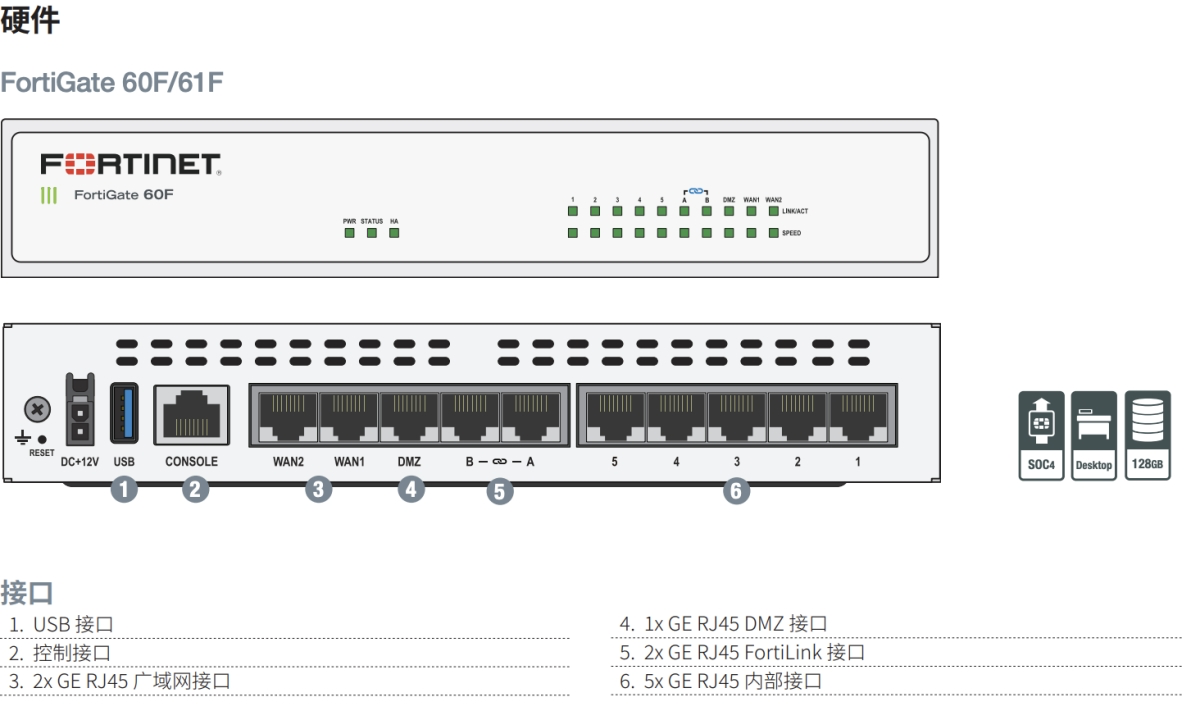 硬件
FortiGate 60F/61F
FORTINET®
FortiGate 60F
1 2 3 4 5 A B DMZ WAN1 WAN2
LINK/ACT
PWR STATUS HA
SPEED
RESET
DC+12V USB CONSOLE WAN2 WAN1 DMZ B A 5 4 3 2 1
1 2 3 4 5 6
SOC4 Desktop 128GB
接口
1. USB 接口
2. 控制接口
3. 2x GE RJ45 广域网接口
4. 1x GE RJ45 DMZ 接口
5. 2x GE RJ45 FortiLink 接口
6. 5x GE RJ45 内部接口